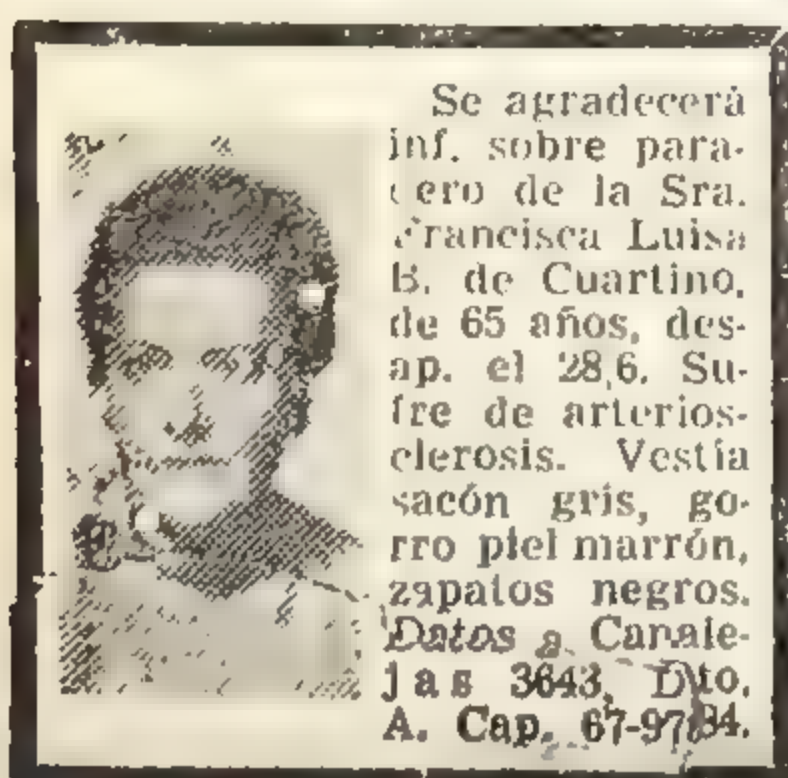 Se agradecerá
inf. sobre para-
cero de la Sra.
Francisca Luisa
B. de Cuartino,
de 65 años, des-
ap. el 28,6. Su-
fre de arterios-
clerosis. Vestía
sacón gris, go-
rro piel marrón,
zapatos negros.
Datos a Canale-
jas 3643, Dto.
A. Cap. 67-9784.